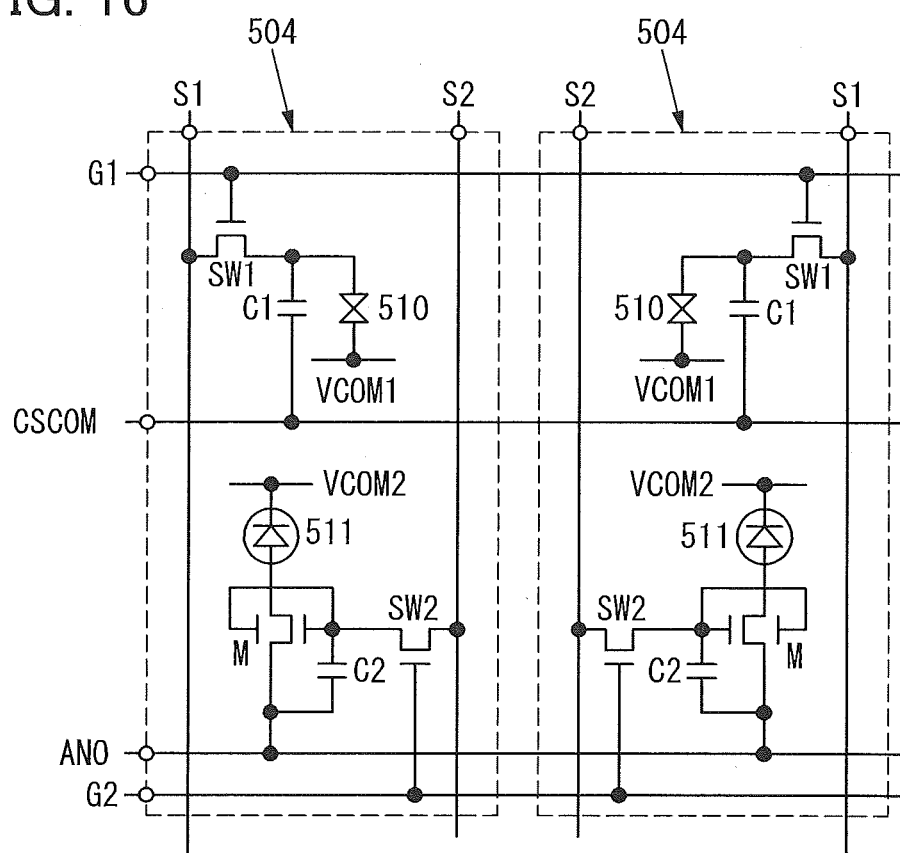 FIG. 16
504 504
S1 S2 S2 S1
G1
SW1 SW1
C1 510 510 C1
VCOM1 VCOM1
CSCOM
VCOM2 VCOM2
511 511
SW2 SW2
M C2 C2 M
ANO
G2